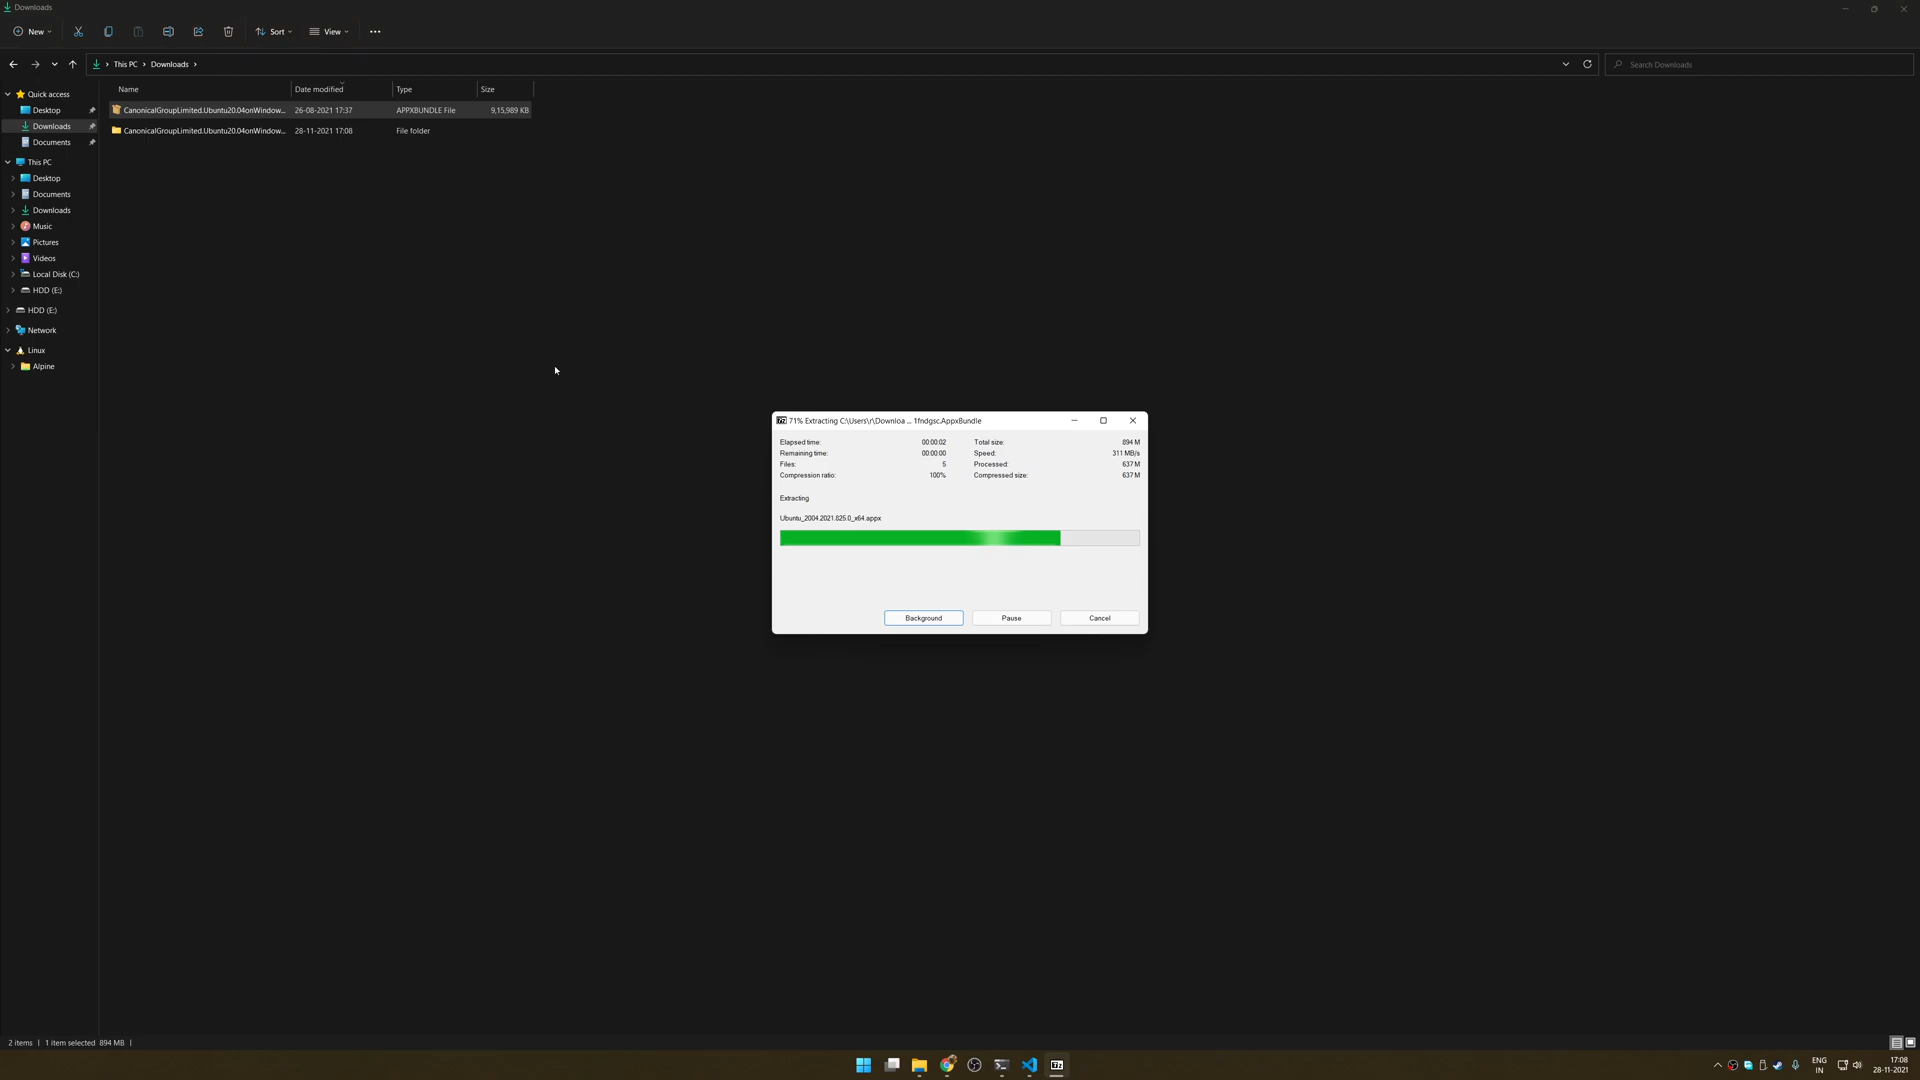 Downloads
New
Sort
View
This PC
Downloads
Search Downloads
Name
Date modified
Type
Size
CanonicalGroupLimited.Ubuntu20.04onWindow...
26-08-2021 17:37
APPXBUNDLE File
9,15,989 KB
CanonicalGroupLimited.Ubuntu20.04onWindow...
28-11-2021 17:08
File folder
Quick access
Desktop
Downloads
Documents
This PC
Desktop
Documents
Downloads
Music
Pictures
Videos
Local Disk (C:)
HDD (E:)
HDD (E:)
Network
Linux
Alpine
71% Extracting C:\Users\r\Downloa ... 1fndgsc.AppxBundle
Elapsed time: 00:00:02
Total size: 894 M
Remaining time: 00:00:00
Speed: 311 MB/s
Files: 5
Processed: 637 M
Compression ratio: 100%
Compressed size: 637 M
Extracting
Ubuntu_2004.2021.825.0_x64.appx
Background
Pause
Cancel
2 items
1 item selected 894 MB
ENG
IN
17:08
28-11-2021